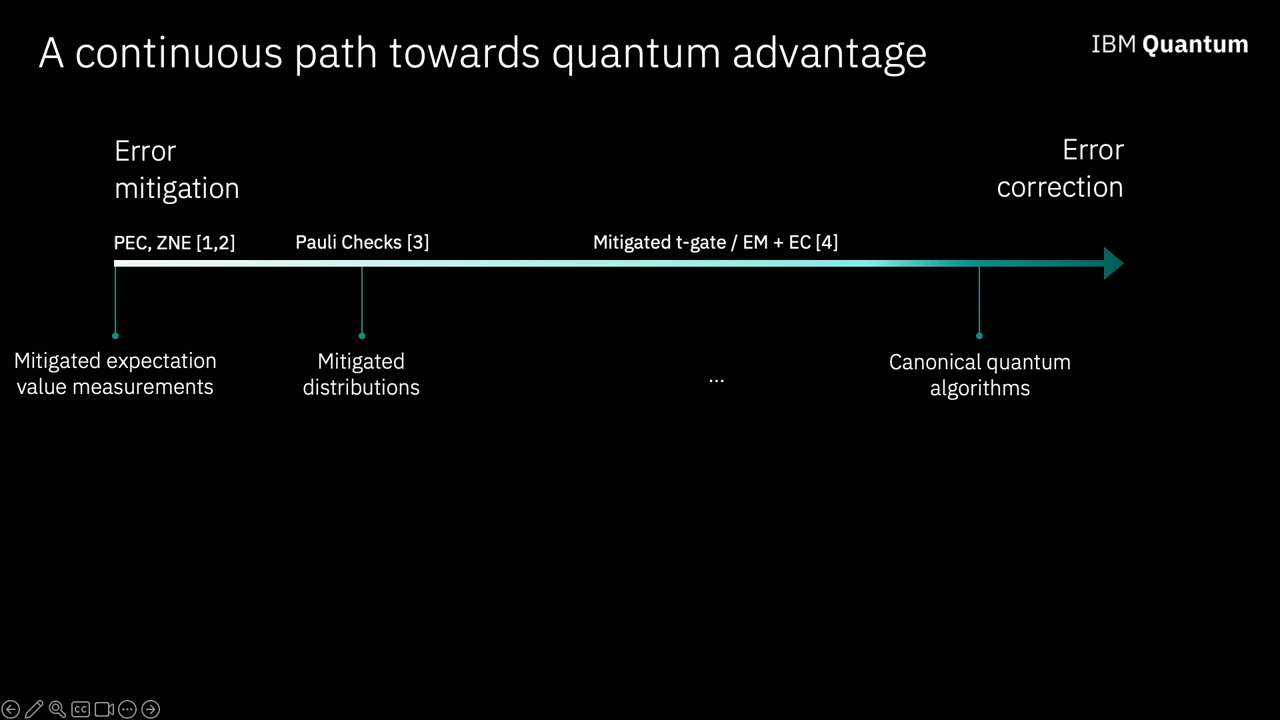 A continuous path towards quantum advantage
IBM Quantum
Error
mitigation
Error
correction
PEC, ZNE [1,2]
Pauli Checks [3]
Mitigated t-gate / EM + EC [4]
Mitigated expectation
value measurements
Mitigated
distributions
...
Canonical quantum
algorithms
CC